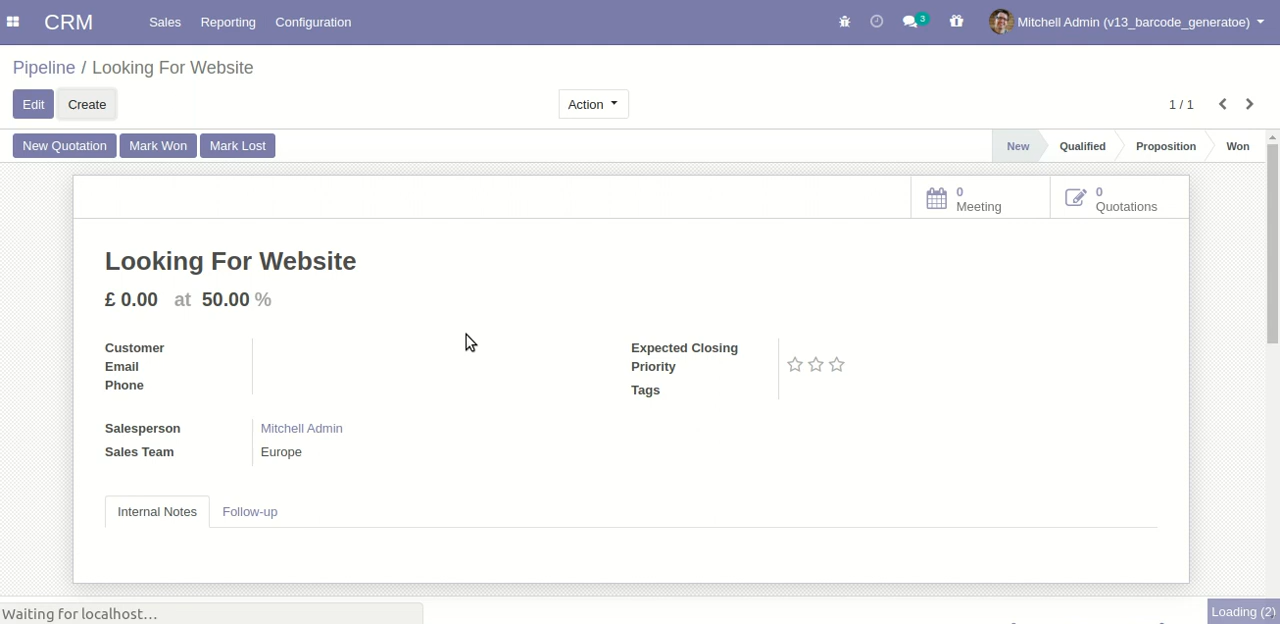 CRM Sales Reporting Configuration 3 Mitchell Admin (v13_barcode_generatoe)
Pipeline / Looking For Website
Edit Create Action 1 / 1
New Quotation Mark Won Mark Lost New Qualified Proposition Won
0 Meeting 0 Quotations
Looking For Website
£ 0.00 at 50.00 %
Customer Expected Closing
Email Priority
Phone Tags
Salesperson Mitchell Admin
Sales Team Europe
Internal Notes Follow-up
Waiting for localhost… Loading (2)